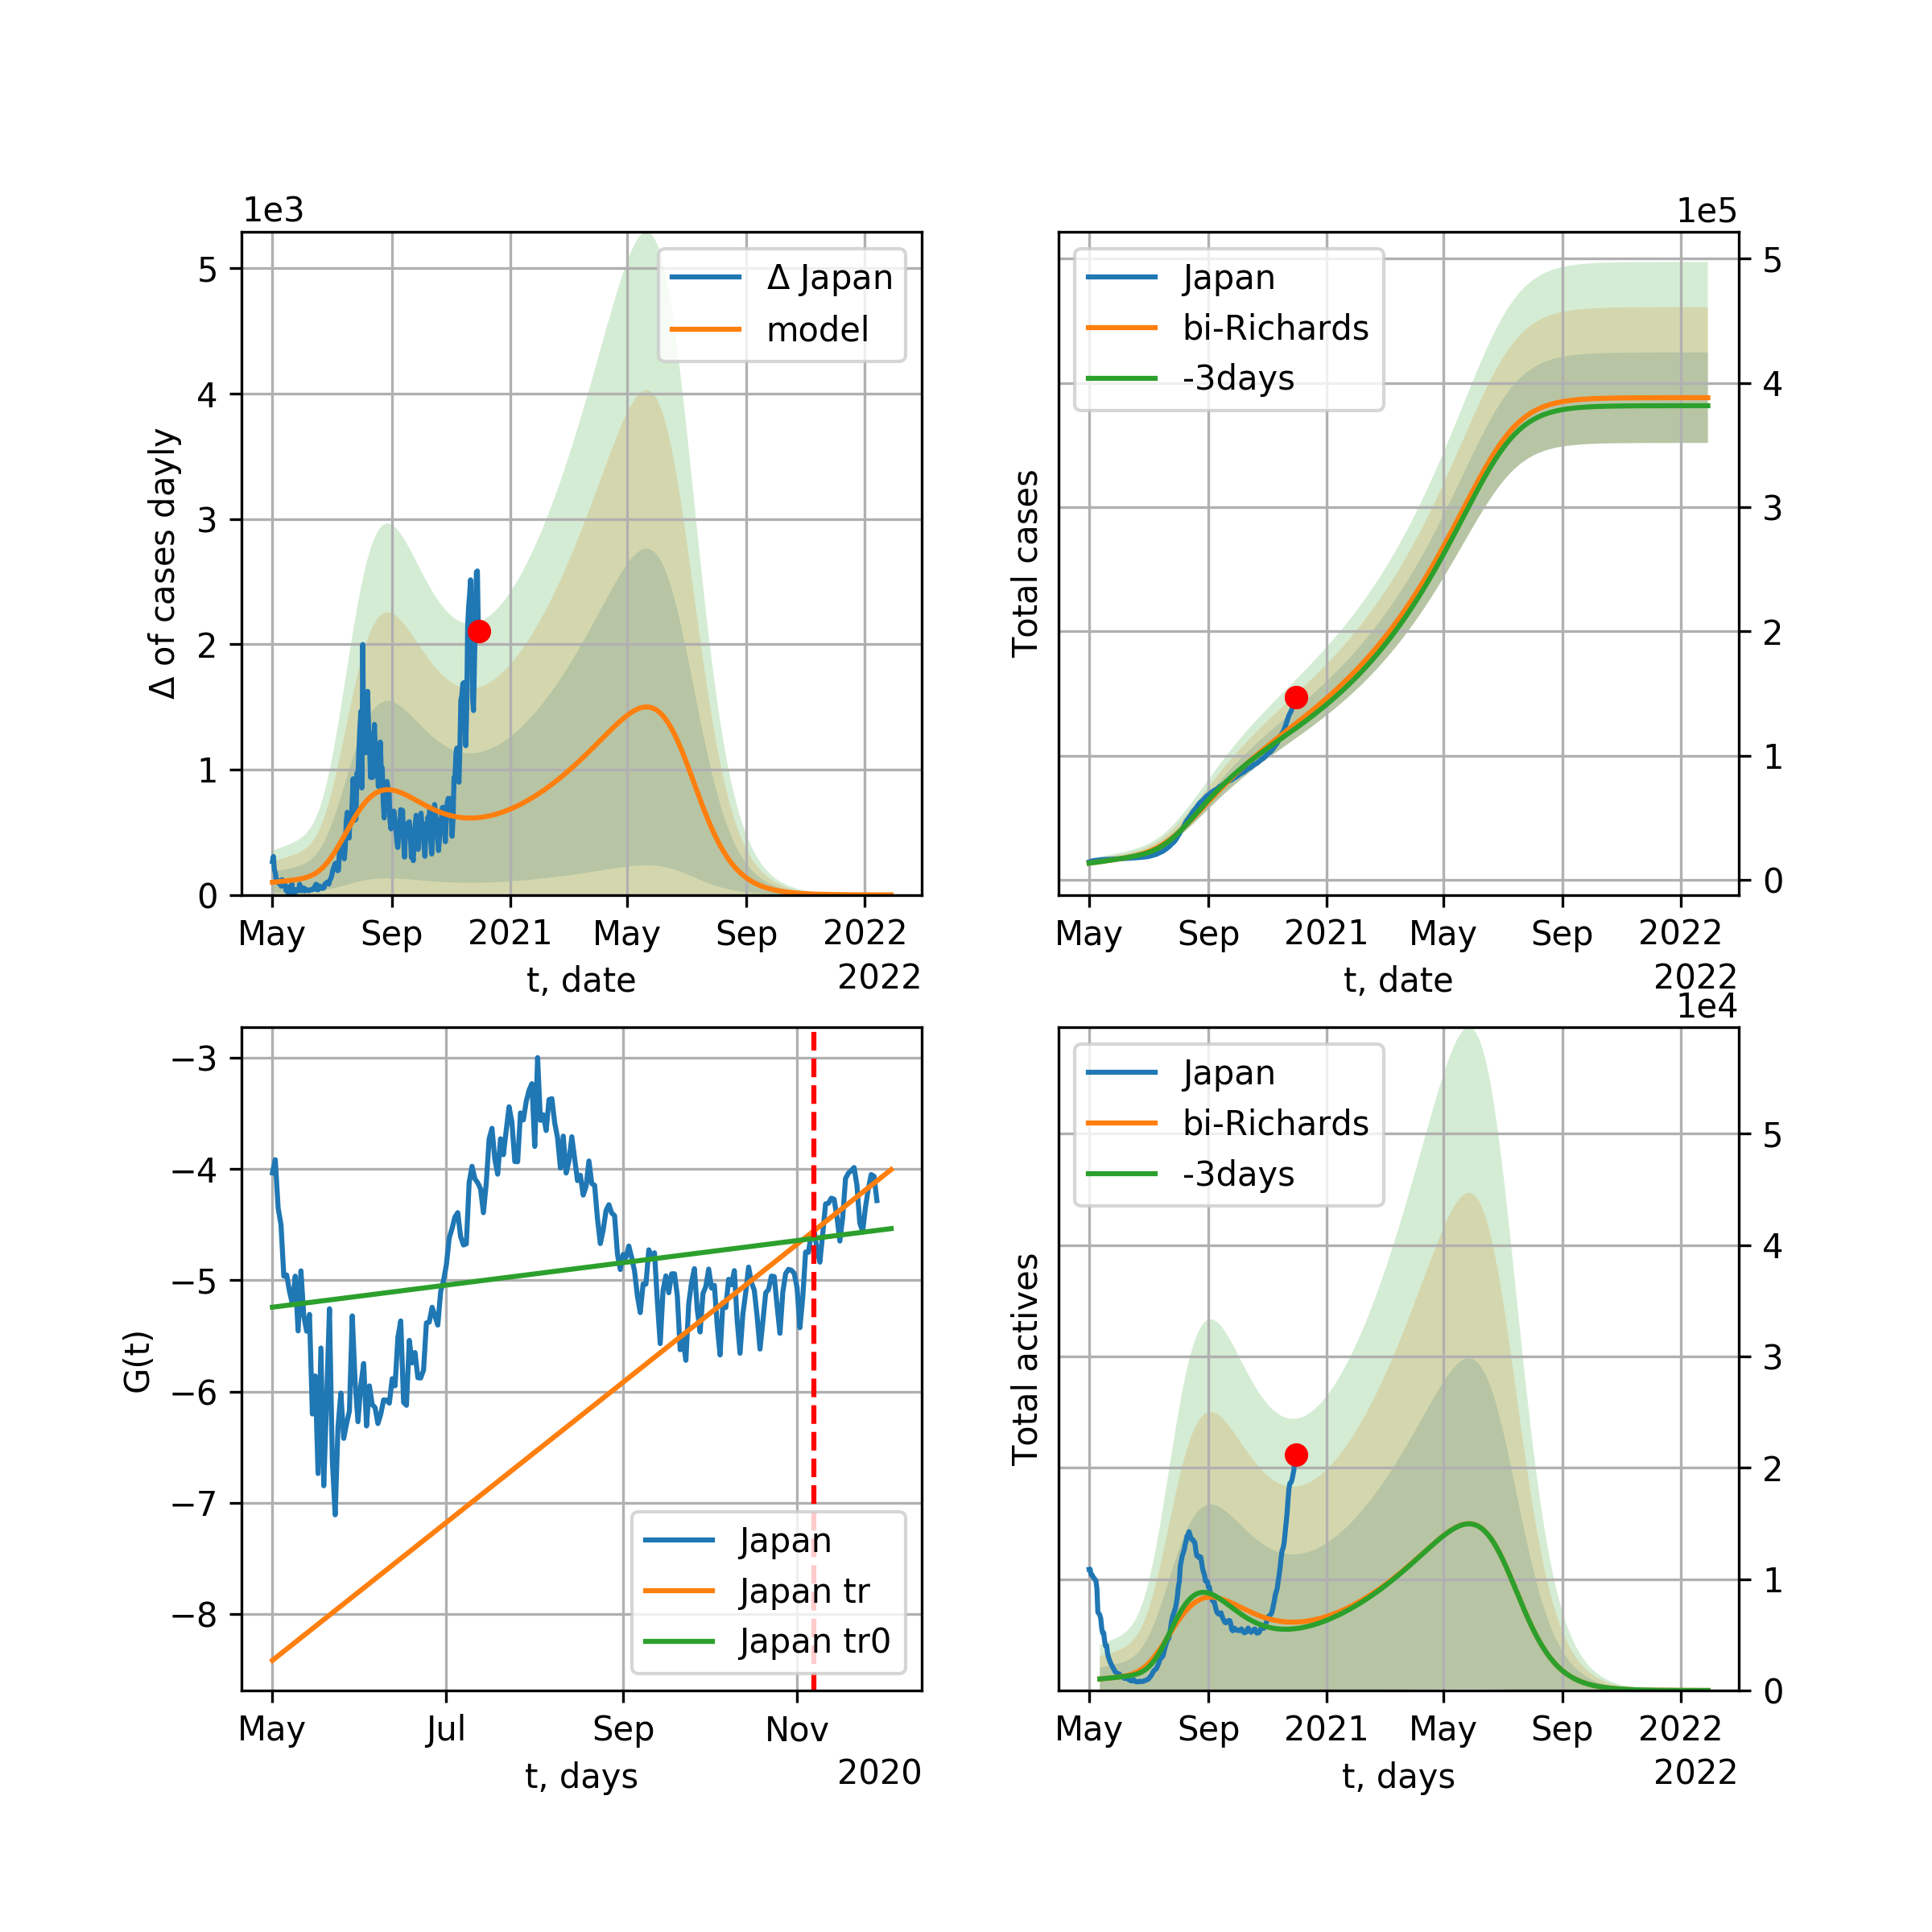 1e3
Δ of cases dayly
5
4
3
2
1
0
Δ Japan
model
May Sep 2021 May Sep 2022
t, date 2022
1e5
Total cases
Japan
bi-Richards
-3days
5
4
3
2
1
0
May Sep 2021 May Sep 2022
t, date 2022
G(t)
−3
−4
−5
−6
−7
−8
Japan
Japan tr
Japan tr0
May Jul Sep Nov
t, days 2020
1e4
Total actives
Japan
bi-Richards
-3days
5
4
3
2
1
0
May Sep 2021 May Sep 2022
t, days 2022